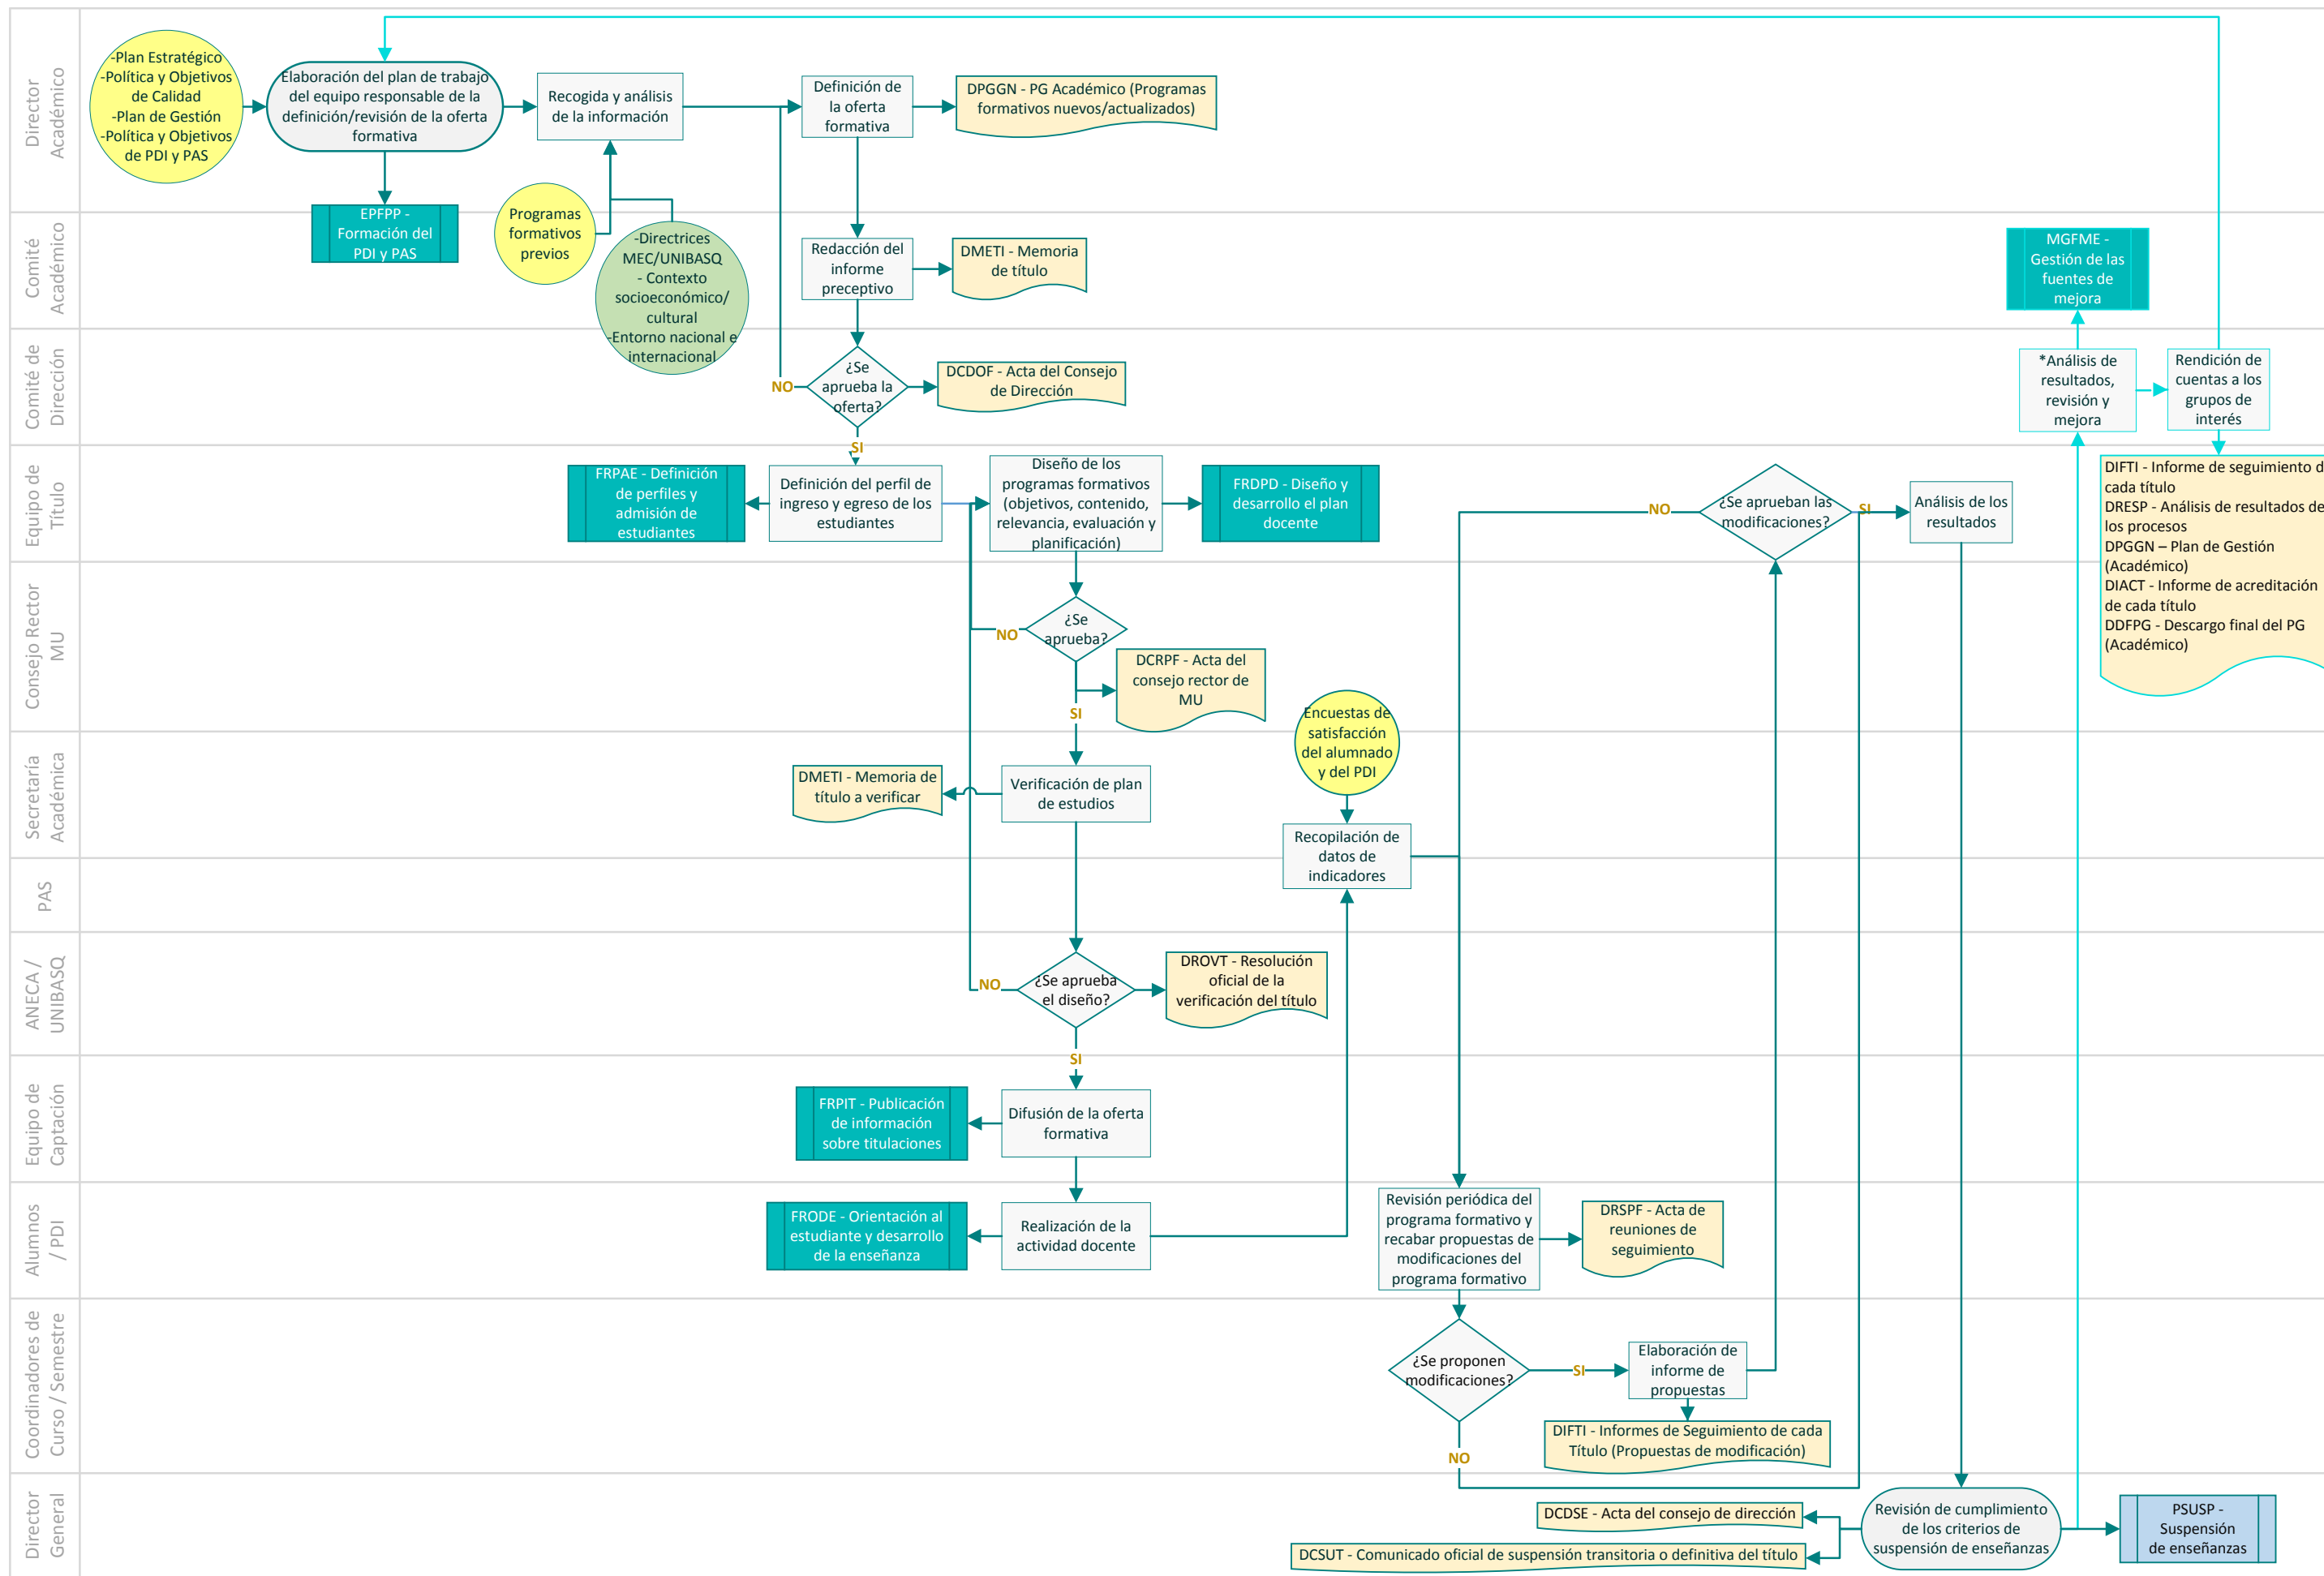 Director
Académico
-Plan Estratégico
-Política y Objetivos
de Calidad
-Plan de Gestión
-Política y Objetivos
de PDI y PAS
Elaboración del plan de trabajo
del equipo responsable de la
definición/revisión de la oferta
formativa
Recogida y análisis
de la información
Definición de
la oferta
formativa
DPGGN - PG Académico (Programas
formativos nuevos/actualizados)
EPFPP -
Formación del
PDI y PAS
Programas
formativos
previos
-Directrices
MEC/UNIBASQ
- Contexto
socioeconómico/
cultural
-Entorno nacional e
internacional
Comité
Académico
Redacción del
informe
preceptivo
DMETI - Memoria
de título
MGFME -
Gestión de las
fuentes de
mejora
Comité de
Dirección
NO
¿Se
aprueba la
oferta?
DCDOF - Acta del Consejo
de Dirección
SI
*Análisis de
resultados,
revisión y
mejora
Rendición de
cuentas a los
grupos de
interés
Equipo de
Título
FRPAE - Definición
de perfiles y
admisión de
estudiantes
Definición del perfil de
ingreso y egreso de los
estudiantes
Diseño de los
programas formativos
(objetivos, contenido,
relevancia, evaluación y
planificación)
FRDPD - Diseño y
desarrollo el plan
docente
NO
¿Se aprueban las
modificaciones?
SI
Análisis de los
resultados
DIFTI - Informe de seguimiento d
cada título
DRESP - Análisis de resultados de
los procesos
DPGGN – Plan de Gestión
(Académico)
DIACT - Informe de acreditación
de cada título
DDFPG - Descargo final del PG
(Académico)
Consejo Rector
MU
NO
¿Se
aprueba?
DCRPF - Acta del
consejo rector de
MU
SI
Encuestas de
satisfacción
del alumnado
y del PDI
Secretaría
Académica
DMETI - Memoria de
título a verificar
Verificación de plan
de estudios
Recopilación de
datos de
indicadores
PAS
ANECA /
UNIBASQ
NO
¿Se aprueba
el diseño?
DROVT - Resolución
oficial de la
verificación del título
SI
Equipo de
Captación
FRPIT - Publicación
de información
sobre titulaciones
Difusión de la oferta
formativa
Alumnos
/ PDI
FRODE - Orientación al
estudiante y desarrollo
de la enseñanza
Realización de la
actividad docente
Revisión periódica del
programa formativo y
recabar propuestas de
modificaciones del
programa formativo
DRSPF - Acta de
reuniones de
seguimiento
Coordinadores de
Curso / Semestre
¿Se proponen
modificaciones?
SI
Elaboración de
informe de
propuestas
DIFTI - Informes de Seguimiento de cada
Título (Propuestas de modificación)
NO
Director
General
DCDSE - Acta del consejo de dirección
DCSUT - Comunicado oficial de suspensión transitoria o definitiva del título
Revisión de cumplimiento
de los criterios de
suspensión de enseñanzas
PSUSP -
Suspensión
de enseñanzas